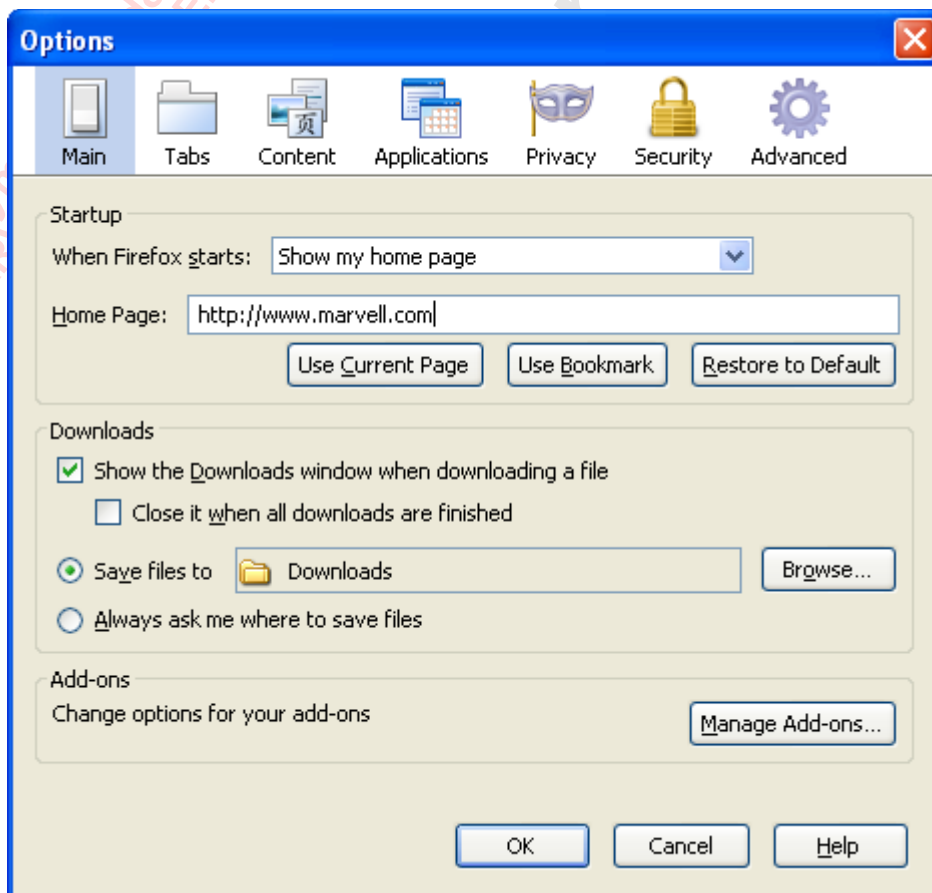 Options
Main Tabs Content Applications Privacy Security Advanced
页
Startup
When Firefox starts: Show my home page
Home Page: http://www.marvell.com
Use Current Page Use Bookmark Restore to Default
Downloads
Show the Downloads window when downloading a file
Close it when all downloads are finished
Save files to Downloads Browse...
Always ask me where to save files
Add-ons
Change options for your add-ons
Manage Add-ons...
OK Cancel Help